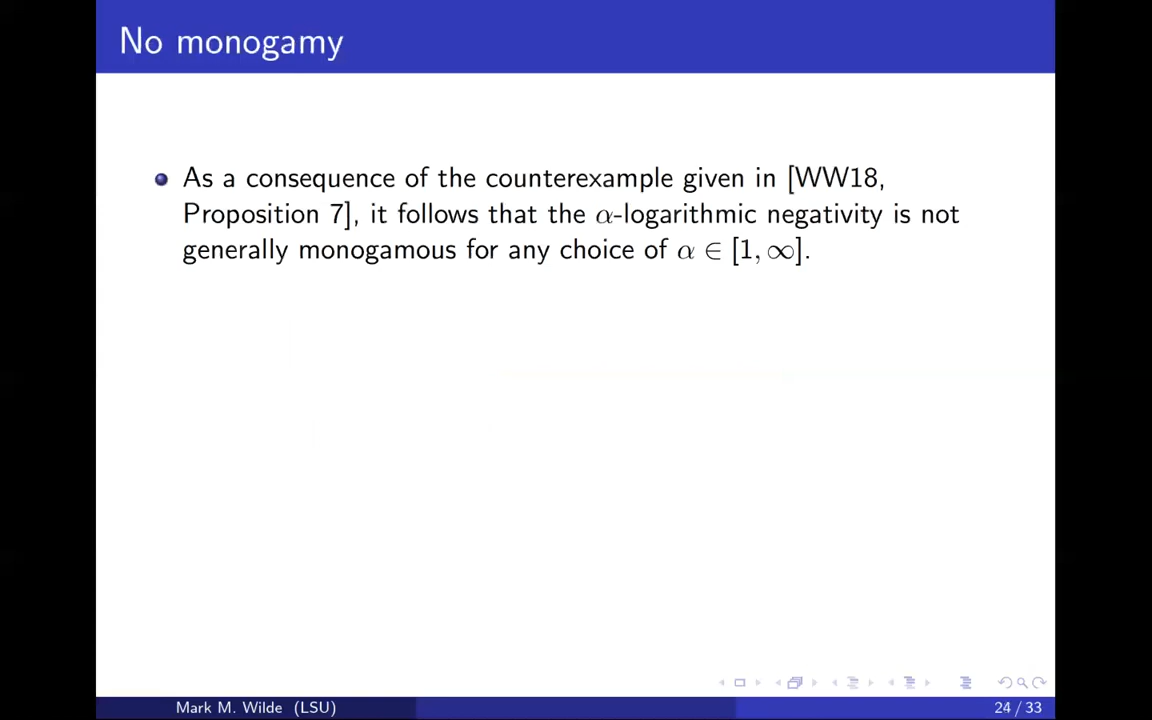 No monogamy
As a consequence of the counterexample given in [WW18,
Proposition 7], it follows that the α-logarithmic negativity is not
generally monogamous for any choice of α ∈ [1, ∞].
Mark M. Wilde (LSU)
24 / 33